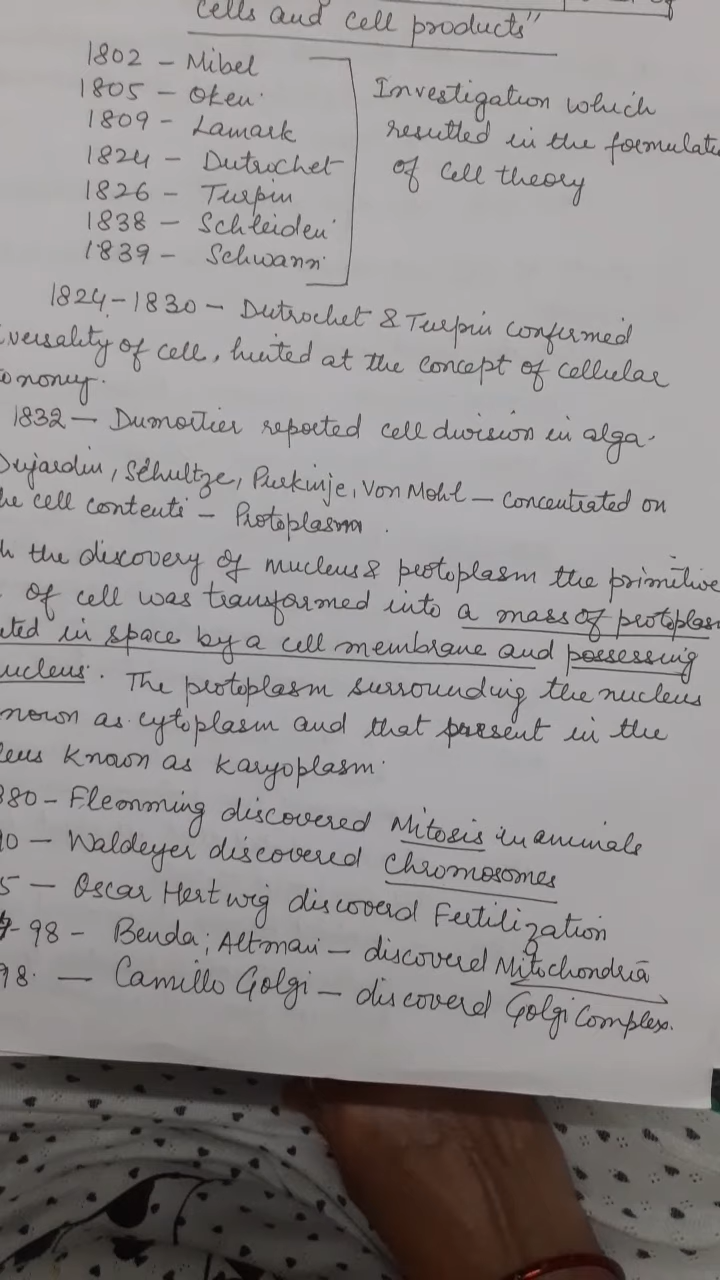 cells and cell products"
1802 - Mibel
1805 - Oken
1809 - Lamark
1824 - Dutrochet
1826 - Turpin
1838 - Schleiden
1839 - Schwann
Investigation which
resulted in the formulatio
of cell theory
1824-1830 - Dutrochet & Turpin confirmed
versality of cell, hinted at the concept of cellular
onomy.
1832 - Dumortier reported cell division in alga.
Dujardin, Schultze, Purkinje, Von Mohl - concentrated on
he cell contents - Protoplasm.
h the discovery of nucleus & protoplasm the primitive
of cell was transformed into a mass of protoplasm
ted in space by a cell membrane and possessing
ucleus. The protoplasm surrounding the nucleus
nown as cytoplasm and that present in the
leus known as karyoplasm.
880 - Flemming discovered Mitosis in animals
90 - Waldeyer discovered Chromosomes
5 - Oscar Hertwig discoverd Fertilization
98 - Benda; Altman - discovered Mitochondria
98. - Camillo Golgi - discoverd Golgi Complex.